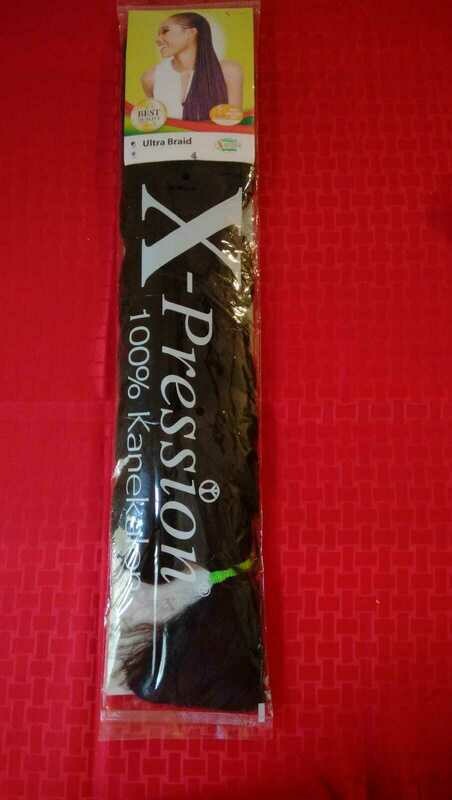 BEST
QUALITY
Ultra Braid
4
X-Pression
100% Kanekalon